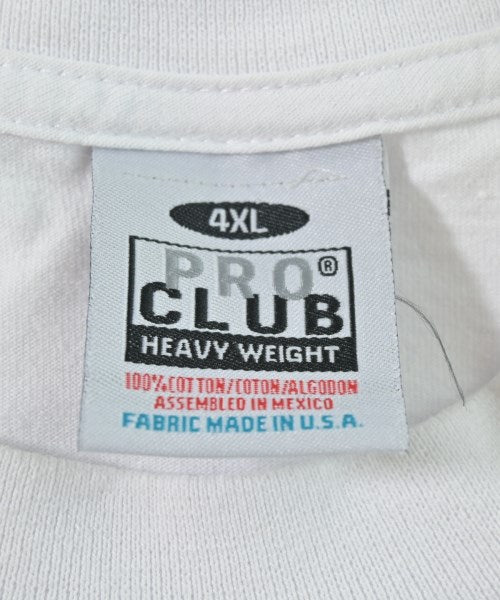 4XL
PRO®
CLUB
HEAVY WEIGHT
100%COTTON/COTON/ALGODON
ASSEMBLED IN MEXICO
FABRIC MADE IN U.S.A.